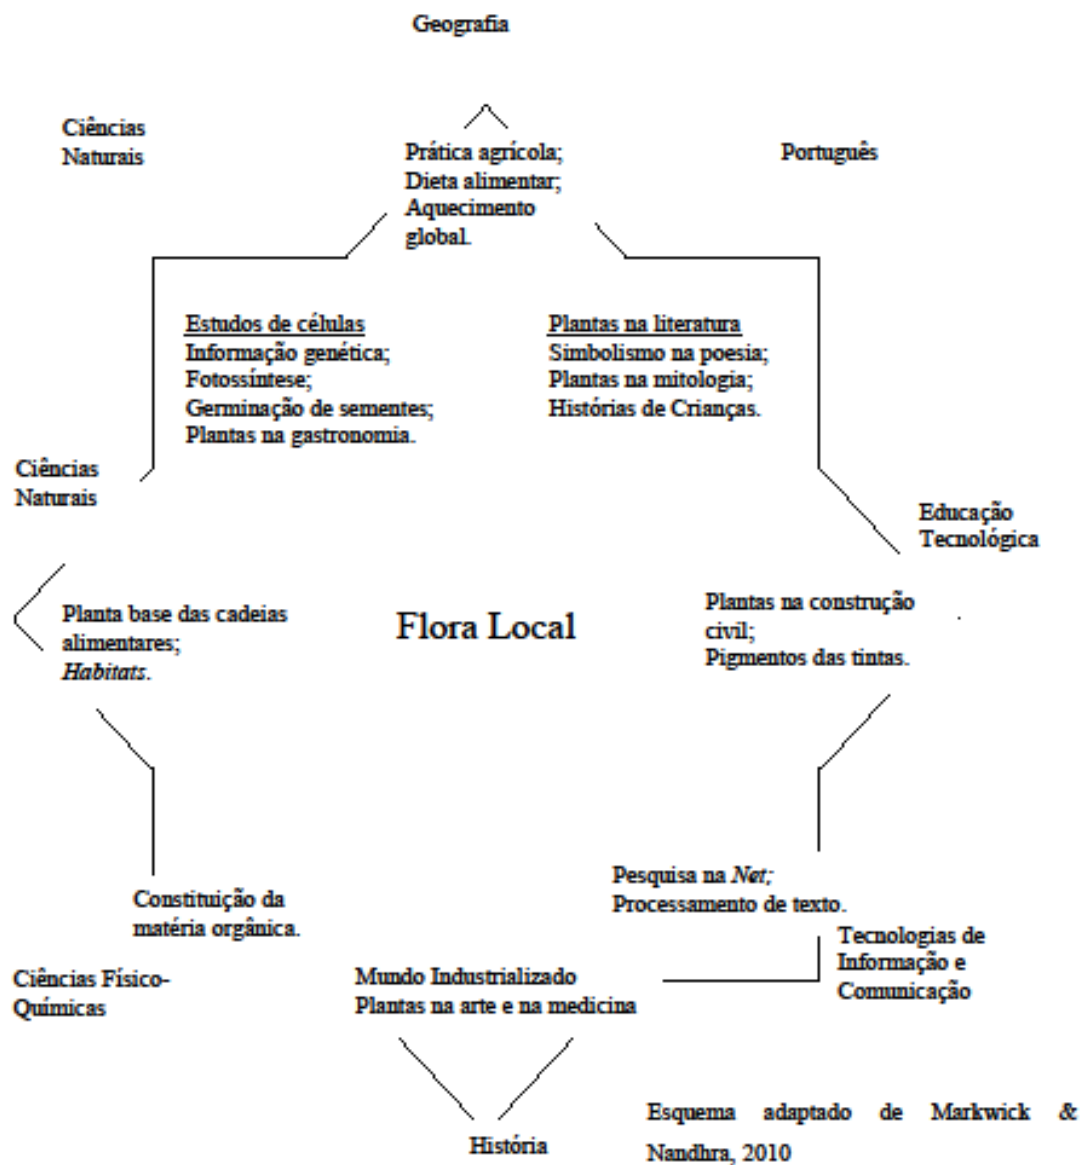 Geografia
Ciências
Naturais
Prática agrícola;
Dieta alimentar;
Aquecimento
global.
Português
Estudos de células
Informação genética;
Fotossíntese;
Germinação de sementes;
Plantas na gastronomia.
Plantas na literatura
Simbolismo na poesia;
Plantas na mitologia;
Histórias de Crianças.
Ciências
Naturais
Educação
Tecnológica
Planta base das cadeias
alimentares;
Habitats.
Flora Local
Plantas na construção
civil;
Pigmentos das tintas.
Constituição da
matéria orgânica.
Pesquisa na Net;
Processamento de texto.
Ciências Físico-
Químicas
Mundo Industrializado
Plantas na arte e na medicina
Tecnologias de
Informação e
Comunicação
História
Esquema adaptado de Markwick &
Nandhra, 2010